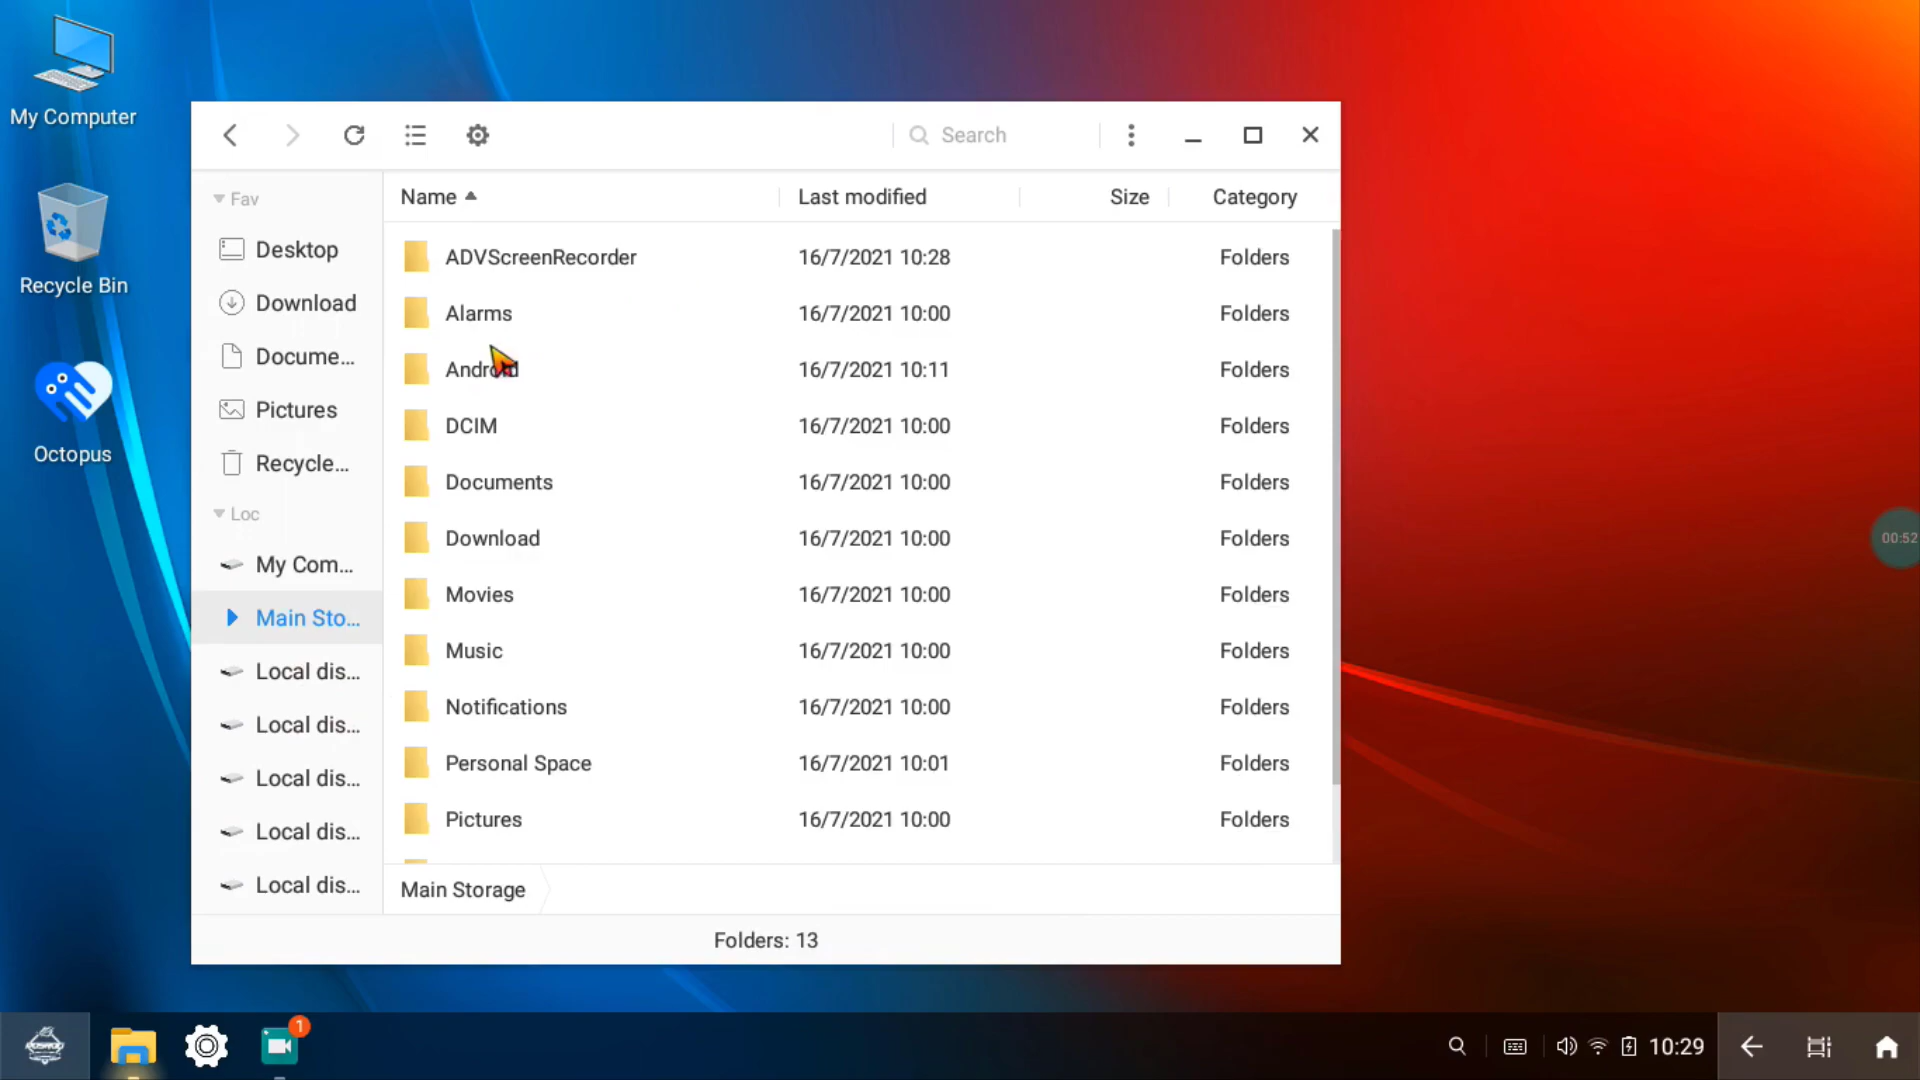 My Computer
Recycle Bin
Octopus
Search
Fav
Desktop
Download
Docume...
Pictures
Recycle...
Loc
My Com...
Main Sto...
Local dis...
Local dis...
Local dis...
Local dis...
Local dis...
Name Last modified Size Category
ADVScreenRecorder 16/7/2021 10:28 Folders
Alarms 16/7/2021 10:00 Folders
Android 16/7/2021 10:11 Folders
DCIM 16/7/2021 10:00 Folders
Documents 16/7/2021 10:00 Folders
Download 16/7/2021 10:00 Folders
Movies 16/7/2021 10:00 Folders
Music 16/7/2021 10:00 Folders
Notifications 16/7/2021 10:00 Folders
Personal Space 16/7/2021 10:01 Folders
Pictures 16/7/2021 10:00 Folders
Main Storage
Folders: 13
00:52
1
10:29